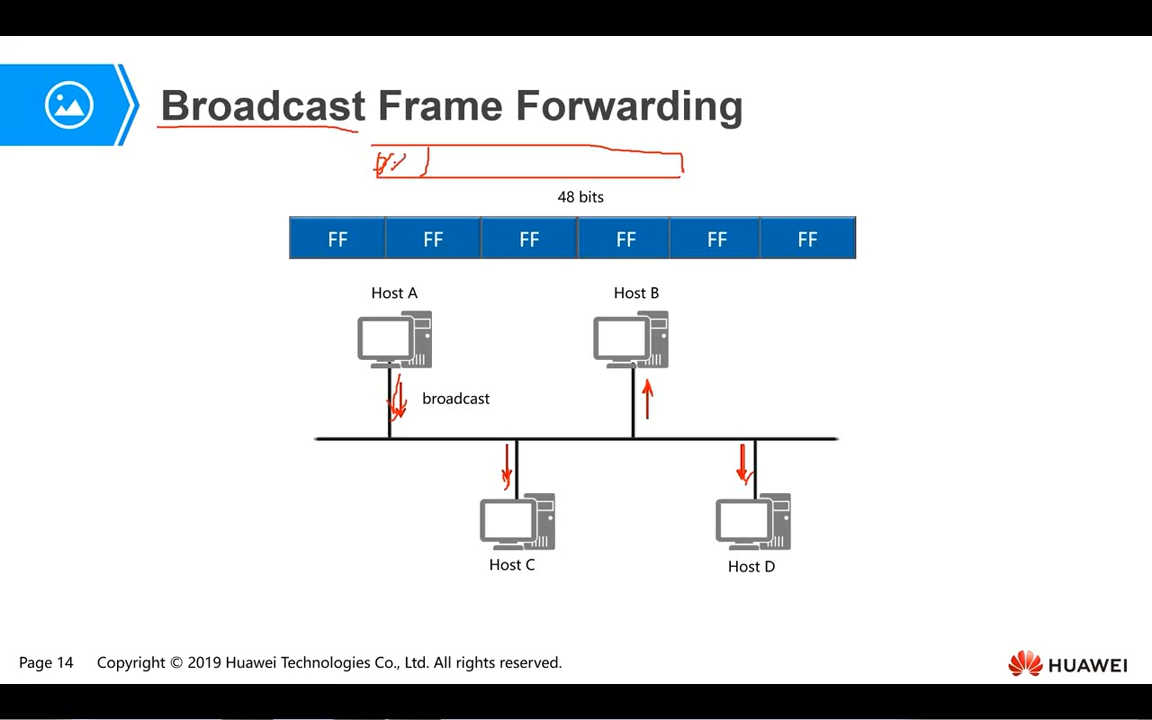 Broadcast Frame Forwarding
48 bits
FF FF FF FF FF FF
Host A Host B
broadcast
Host C Host D
Page 14 Copyright © 2019 Huawei Technologies Co., Ltd. All rights reserved.
HUAWEI